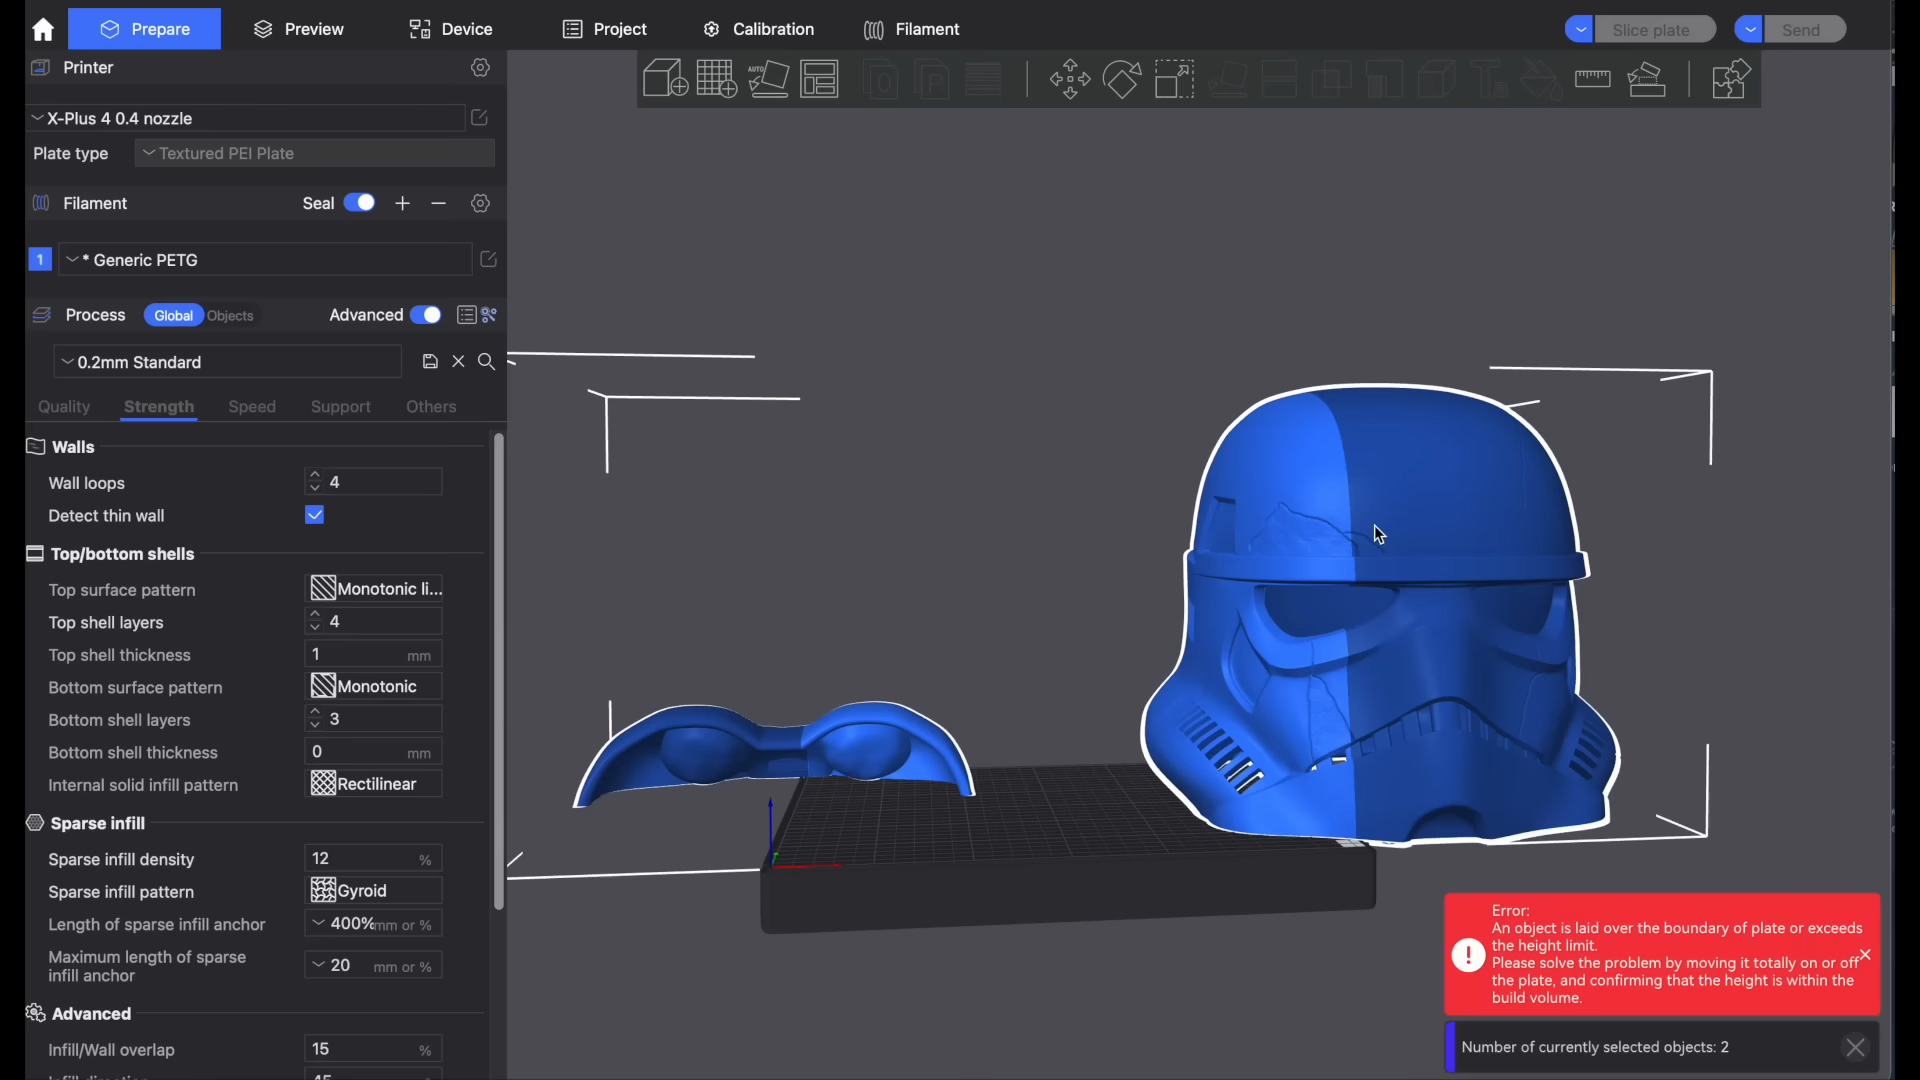 Prepare
Preview
Device
Project
Calibration
Filament
Slice plate
Send
Printer
X-Plus 4 0.4 nozzle
Plate type
Textured PEI Plate
Filament
Seal
1
* Generic PETG
Process
Global
Objects
Advanced
0.2mm Standard
Quality
Strength
Speed
Support
Others
Walls
Wall loops
4
Detect thin wall
Top/bottom shells
Top surface pattern
Monotonic li...
Top shell layers
4
Top shell thickness
1 mm
Bottom surface pattern
Monotonic
Bottom shell layers
3
Bottom shell thickness
0 mm
Internal solid infill pattern
Rectilinear
Sparse infill
Sparse infill density
12 %
Sparse infill pattern
Gyroid
Length of sparse infill anchor
400% mm or %
Maximum length of sparse
infill anchor
20 mm or %
Advanced
Infill/Wall overlap
15 %
AUTO
Error:
An object is laid over the boundary of plate or exceeds
the height limit.
Please solve the problem by moving it totally on or off
the plate, and confirming that the height is within the
build volume.
Number of currently selected objects: 2